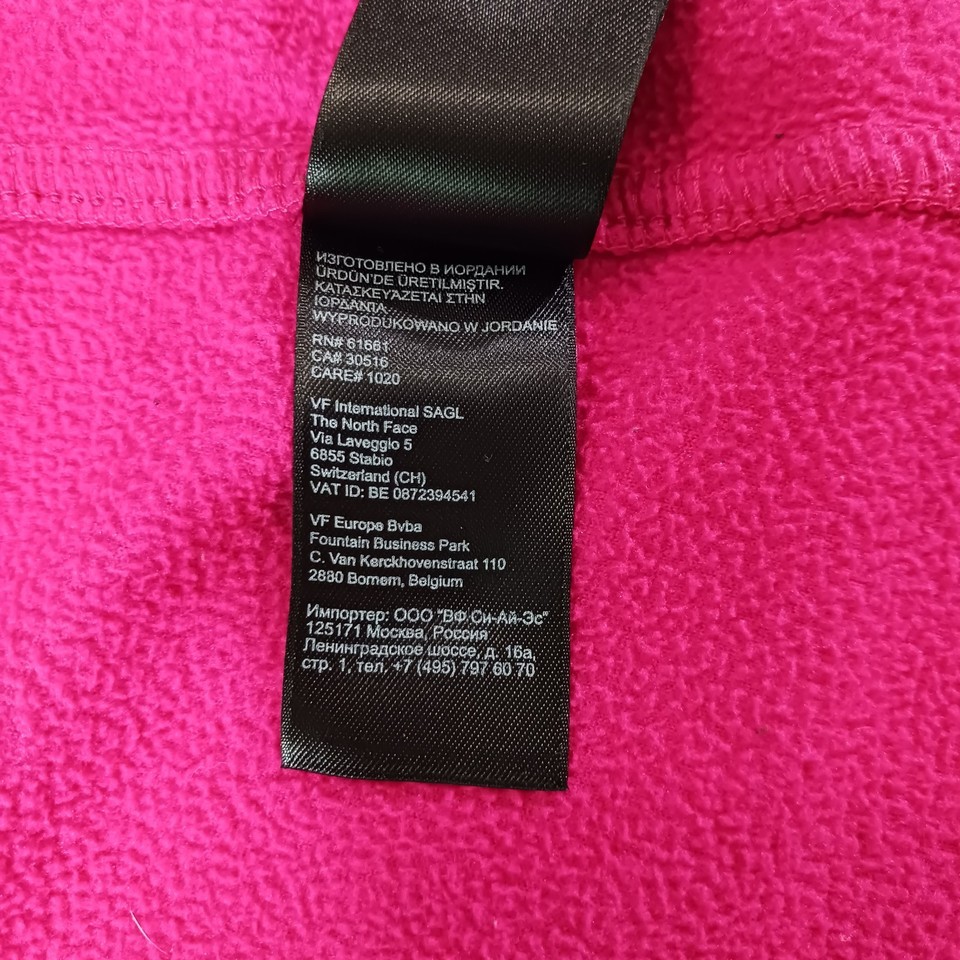 ИЗГОТОВЛЕНО В ИОРДАНИИ
ÜRDÜN'DE ÜRETILMIŞTIR.
ΚΑΤΑΣΚΕΥΆΖΕΤΑΙ ΣΤΗΝ
ΙΟΡΔΑΝΊΑ
WYPRODUKOWANO W JORDANIE
RN# 61661
CA# 30516
CARE# 1020
VF International SAGL
The North Face
Via Laveggio 5
6855 Stabio
Switzerland (CH)
VAT ID: BE 0872394541
VF Europe Bvba
Fountain Business Park
C. Van Kerckhovenstraat 110
2880 Bornem, Belgium
Импортер: ООО "ВФ Си-Ай-Эс"
125171 Москва, Россия
Ленинградское шоссе, д. 16а,
стр. 1, тел. +7 (495) 797 60 70